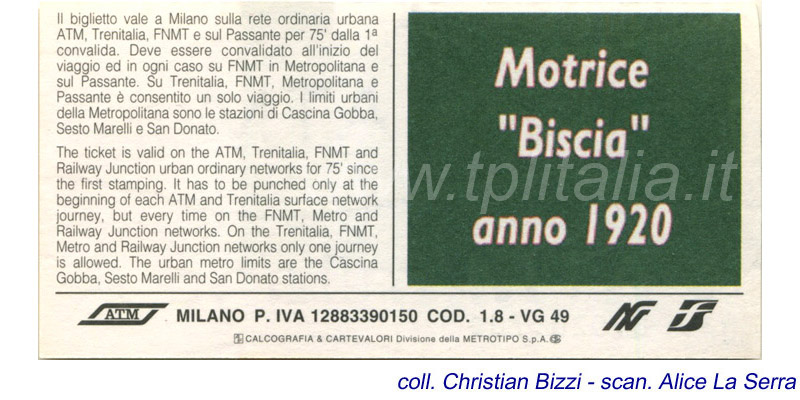 Il biglietto vale a Milano sulla rete ordinaria urbana
ATM, Trenitalia, FNMT e sul Passante per 75' dalla 1ª
convalida. Deve essere convalidato all'inizio del
viaggio ed in ogni caso su FNMT in Metropolitana e
sul Passante. Su Trenitalia, FNMT, Metropolitana e
Passante è consentito un solo viaggio. I limiti urbani
della Metropolitana sono le stazioni di Cascina Gobba,
Sesto Marelli e San Donato.
The ticket is valid on the ATM, Trenitalia, FNMT and
Railway Junction urban ordinary networks for 75' since
the first stamping. It has to be punched only at the
beginning of each ATM and Trenitalia surface network
journey, but every time on the FNMT, Metro and
Railway Junction networks. On the Trenitalia, FNMT,
Metro and Railway Junction networks only one journey
is allowed. The urban metro limits are the Cascina
Gobba, Sesto Marelli and San Donato stations.
Motrice
"Biscia"
anno 1920
www.tplitalia.it
ATM MILANO P. IVA 12883390150 COD. 1.8 - VG 49
CALCOGRAFIA & CARTEVALORI Divisione della METROTIPO S.p.A.
coll. Christian Bizzi - scan. Alice La Serra